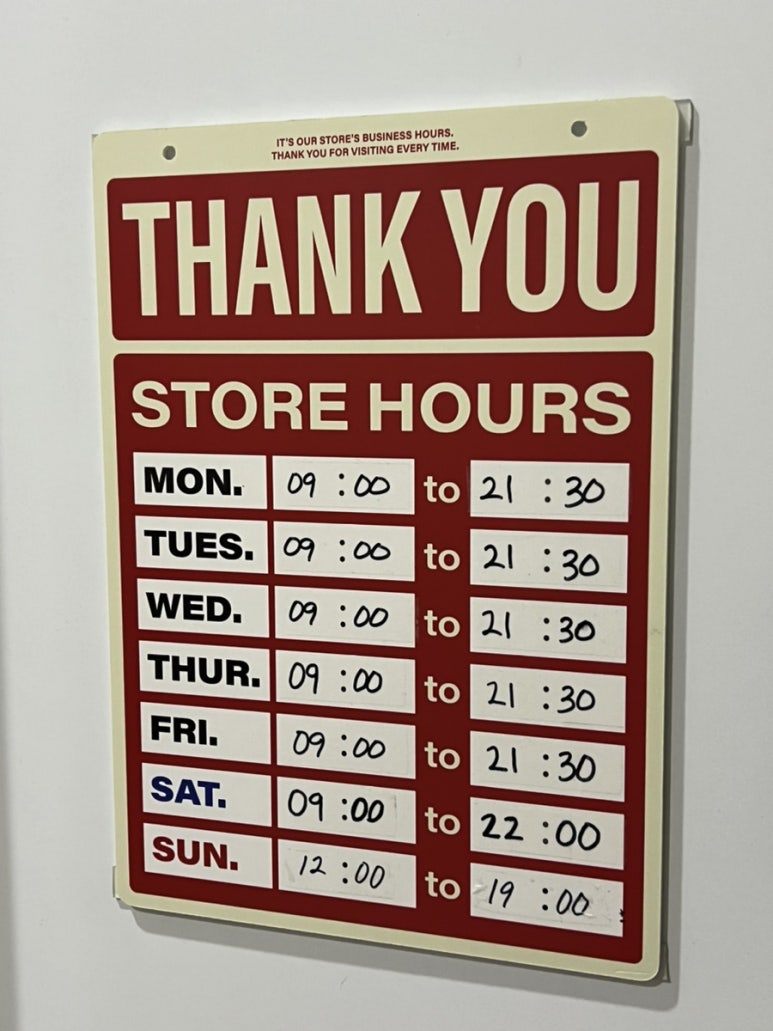 IT'S OUR STORE'S BUSINESS HOURS.
THANK YOU FOR VISITING EVERY TIME.
THANK YOU
STORE HOURS
MON. 09 :00 to 21 :30
TUES. 09 :00 to 21 :30
WED. 09 :00 to 21 :30
THUR. 09 :00 to 21 :30
FRI. 09 :00 to 21 :30
SAT. 09 :00 to 22 :00
SUN. 12 :00 to 19 :00